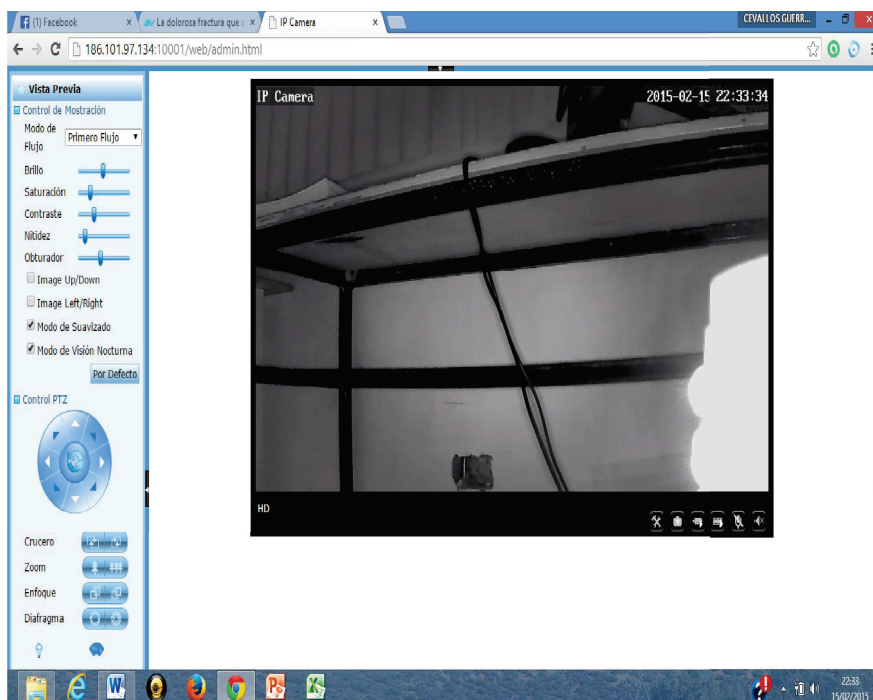 (1) Facebook
La dolorosa fractura que s
IP Camera
CEVALLOS GUERR...
186.101.97.134:10001/web/admin.html
Vista Previa
Control de Mostración
Modo de Flujo
Primero Flujo
Brillo
Saturación
Contraste
Nitidez
Obturador
Image Up/Down
Image Left/Right
Modo de Suavizado
Modo de Visión Nocturna
Por Defecto
Control PTZ
Crucero
Zoom
Enfoque
Diafragma
IP Camera
2015-02-15 22:33:34
HD
22:33
15/02/2015